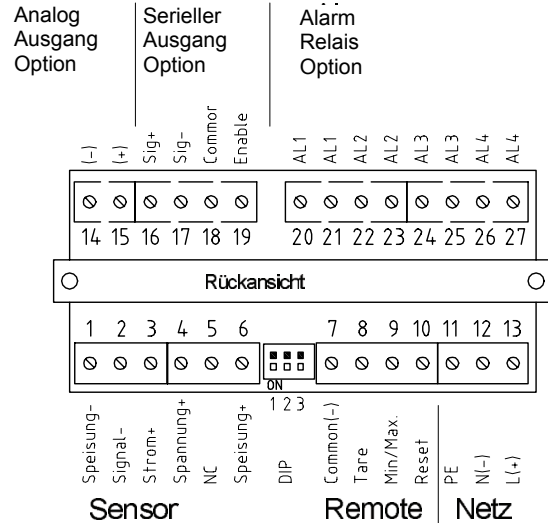 Analog Serieller Alarm
Ausgang Ausgang Relais
Option Option Option
(-) (+) Sig+ Sig- Commor Enable AL1 AL1 AL2 AL2 AL3 AL3 AL4 AL4
14 15 16 17 18 19 20 21 22 23 24 25 26 27
Rückansicht
1 2 3 4 5 6 7 8 9 10 11 12 13
ON
1 2 3
Speisung- Signal- Strom+ Spannung+ NC Speisung+ DIP Common(-) Tare Min/Max. Reset PE N(-) L(+)
Sensor Remote Netz